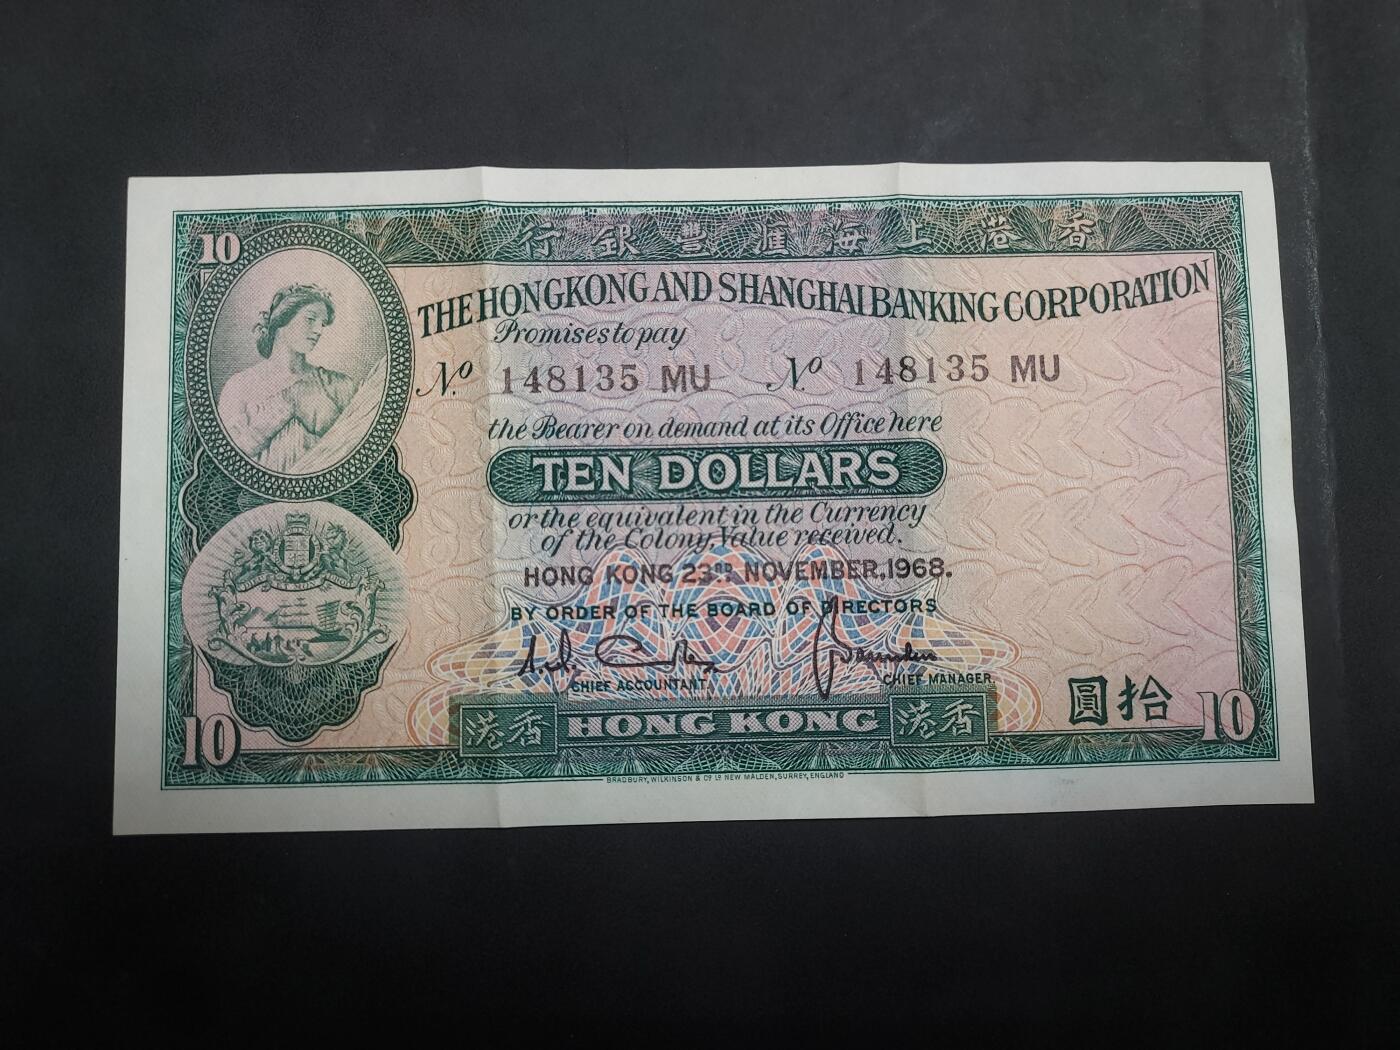 10
行銀豐滙海上港香
THE HONGKONG AND SHANGHAI BANKING CORPORATION
Promises to pay
No. 148135 MU No 148135 MU
the Bearer on demand at its Office here
TEN DOLLARS
or the equivalent in the Currency
of the Colony, Value received.
HONG KONG 23RD NOVEMBER, 1968.
BY ORDER OF THE BOARD OF DIRECTORS
CHIEF ACCOUNTANT CHIEF MANAGER
圓拾
10 港香 HONG KONG 港香 10
BRADBURY, WILKINSON & Co Ld NEW MALDEN, SURREY, ENGLAND